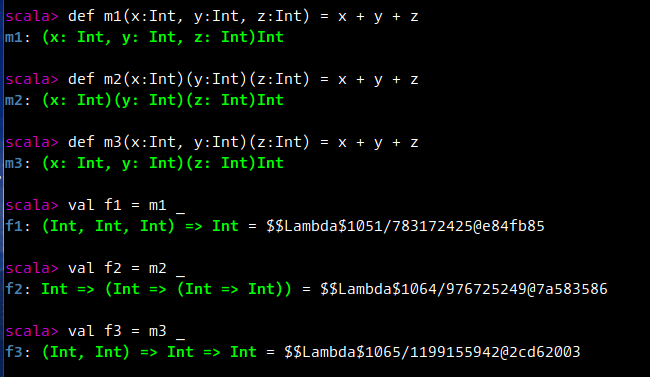 scala> def m1(x:Int, y:Int, z:Int) = x + y + z
m1: (x: Int, y: Int, z: Int)Int
scala> def m2(x:Int)(y:Int)(z:Int) = x + y + z
m2: (x: Int)(y: Int)(z: Int)Int
scala> def m3(x:Int, y:Int)(z:Int) = x + y + z
m3: (x: Int, y: Int)(z: Int)Int
scala> val f1 = m1 _
f1: (Int, Int, Int) => Int = $$Lambda$1051/783172425@e84fb85
scala> val f2 = m2 _
f2: Int => (Int => (Int => Int)) = $$Lambda$1064/976725249@7a583586
scala> val f3 = m3 _
f3: (Int, Int) => Int => Int = $$Lambda$1065/1199155942@2cd62003